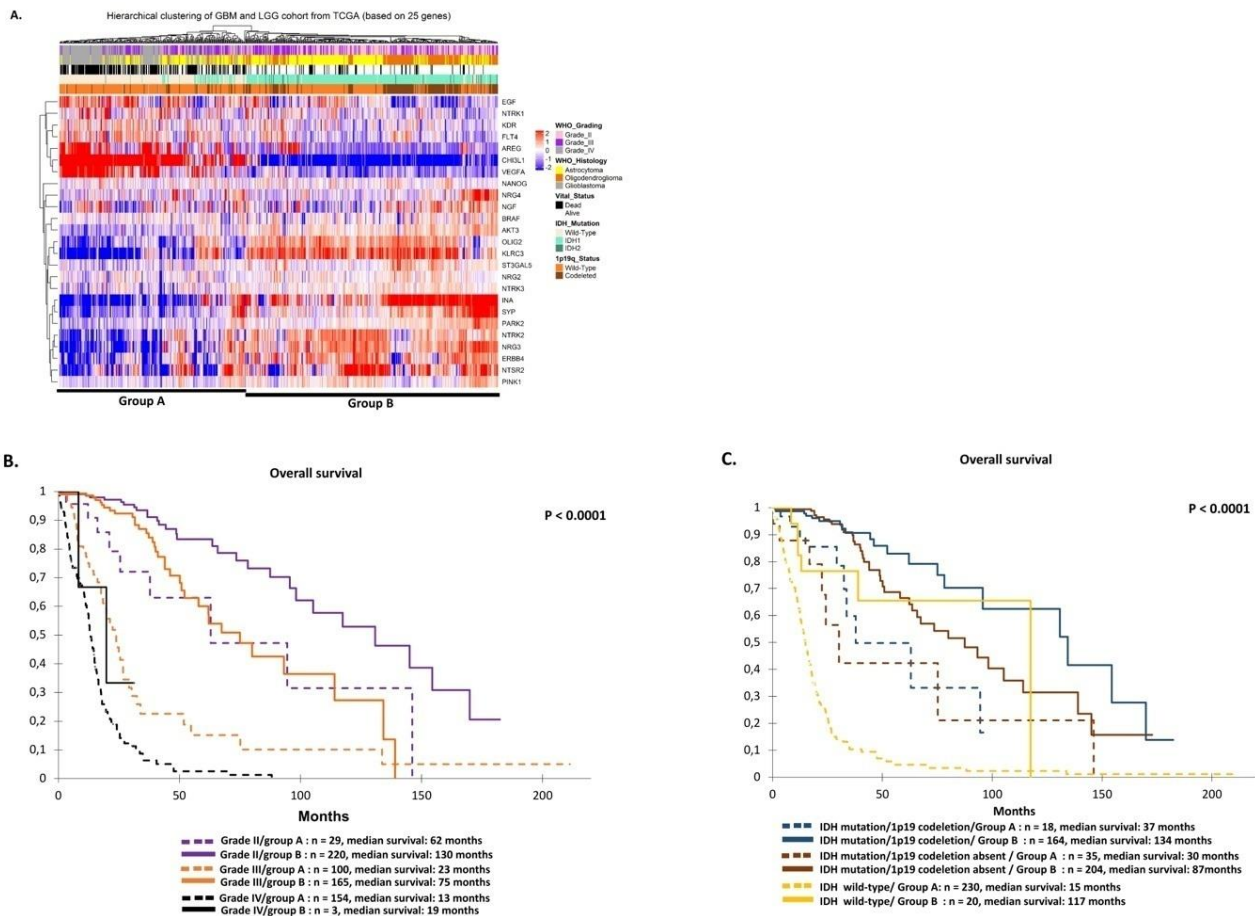 A.
Hierarchical clustering of GBM and LGG cohort from TCGA (based on 25 genes)
EGF
NTRK1
KDR
FLT4
AREG
CHI3L1
VEGFA
NANOG
NRG4
NGF
BRAF
AKT3
OLIG2
KLRC3
ST3GAL5
NRG2
NTRK3
INA
SYP
PARK2
NTRK2
NRG3
ERBB4
NTSR2
PINK1
2
1
0
-1
-2
WHO_Grading
Grade_II
Grade_III
Grade_IV
WHO_Histology
Astrocytoma
Oligodendroglioma
Glioblastoma
Vital_Status
Dead
Alive
IDH_Mutation
Wild-Type
IDH1
IDH2
1p19q_Status
Wild-Type
Codeleted
Group A
Group B
B.
Overall survival
P < 0.0001
1
0,9
0,8
0,7
0,6
0,5
0,4
0,3
0,2
0,1
0
0 50 100 150 200
Months
Grade II/group A : n = 29, median survival: 62 months
Grade II/group B : n = 220, median survival: 130 months
Grade III/group A : n = 100, median survival: 23 months
Grade III/group B : n = 165, median survival: 75 months
Grade IV/group A : n = 154, median survival: 13 months
Grade IV/group B : n = 3, median survival: 19 months
C.
Overall survival
P < 0.0001
1
0,9
0,8
0,7
0,6
0,5
0,4
0,3
0,2
0,1
0
0 50 100 150 200
Months
IDH mutation/1p19 codeletion/Group A : n = 18, median survival: 37 months
IDH mutation/1p19 codeletion/ Group B : n = 164, median survival: 134 months
IDH mutation/1p19 codeletion absent / Group A : n = 35, median survival: 30 months
IDH mutation/1p19 codeletion absent / Group B : n = 204, median survival: 87months
IDH wild-type/ Group A: n = 230, median survival: 15 months
IDH wild-type/ Group B : n = 20, median survival: 117 months